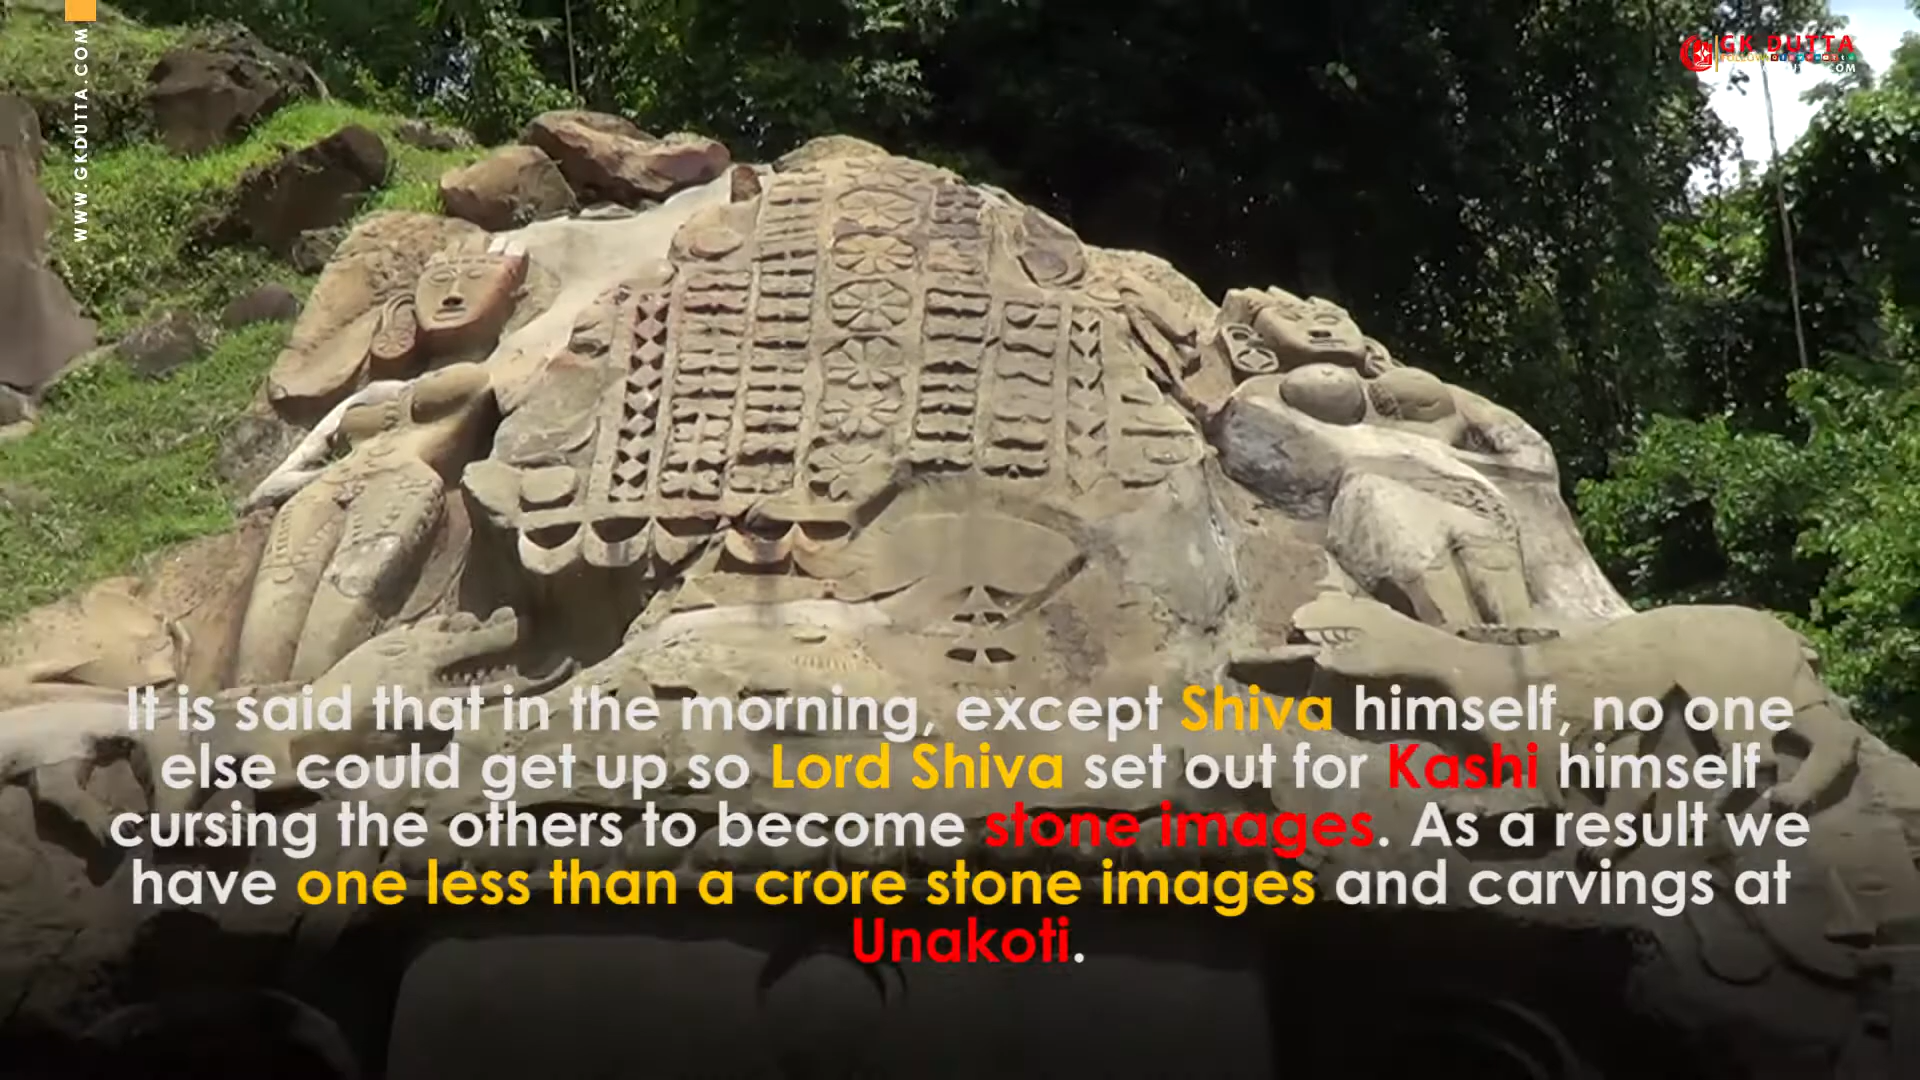 WWW.GKDUTTA.COM
GK DUTTA
It is said that in the morning, except Shiva himself, no one
else could get up so Lord Shiva set out for Kashi himself
cursing the others to become stone images. As a result we
have one less than a crore stone images and carvings at
Unakoti.